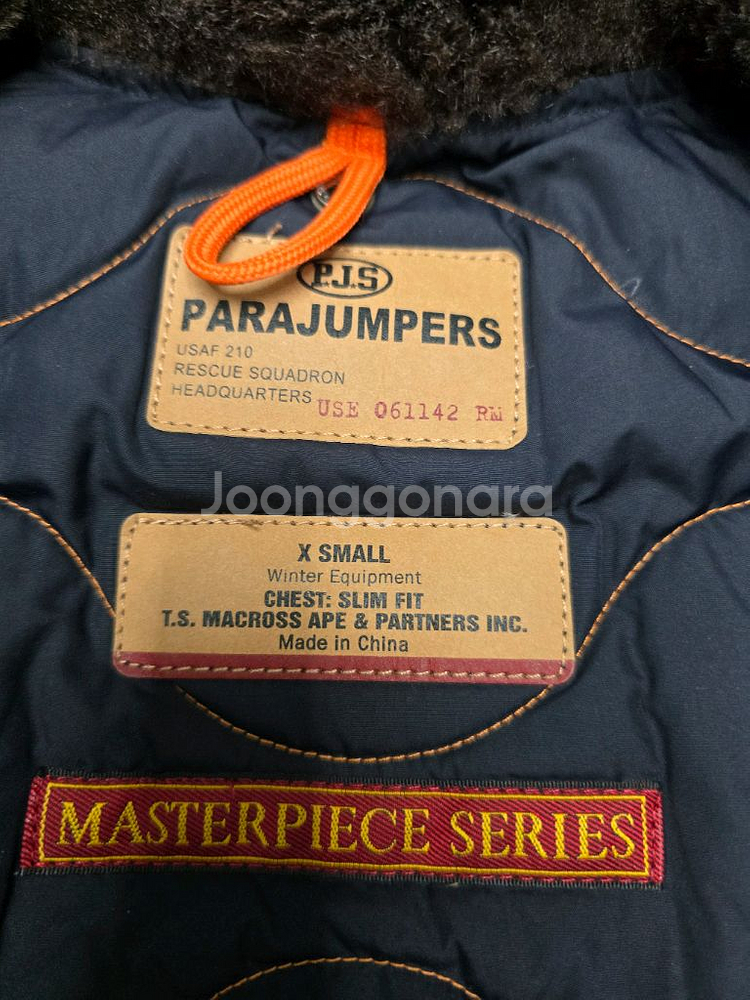 P.J.S
PARAJUMPERS
USAF 210
RESCUE SQUADRON
HEADQUARTERS USE 061142 RM
Joonggonara
X SMALL
Winter Equipment
CHEST: SLIM FIT
T.S. MACROSS APE & PARTNERS INC.
Made in China
MASTERPIECE SERIES